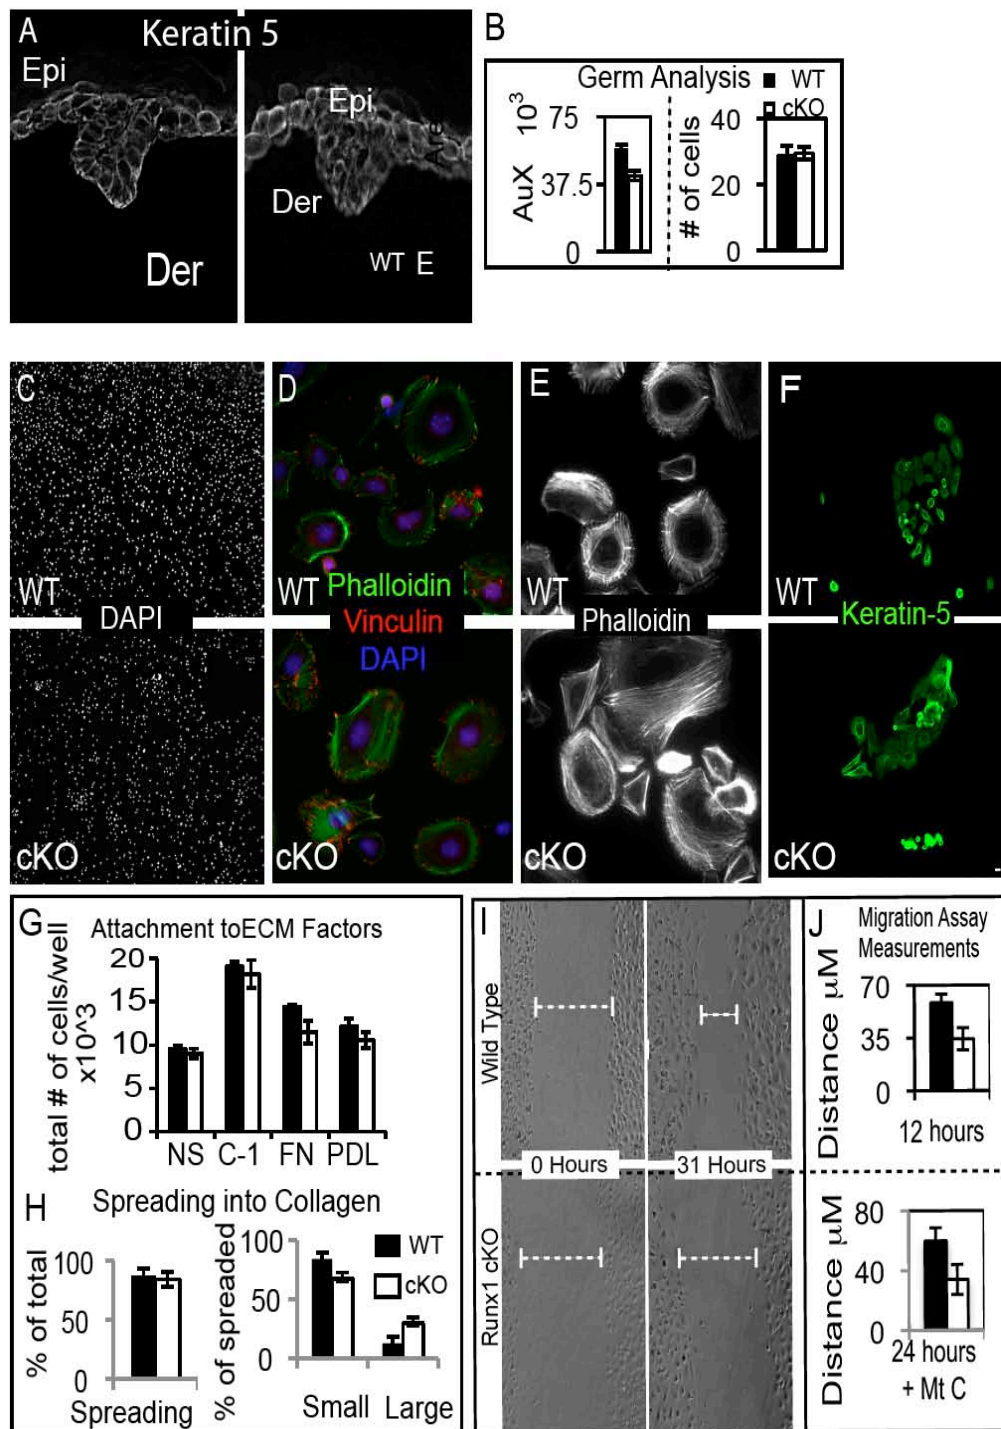 A
Keratin 5
Epi
Der
Epi
Der
WT E
B
Germ Analysis
WT
cKO
AuX 10³
75
37.5
0
# of cells
40
20
0
C
WT
DAPI
cKO
D
WT
Phalloidin
Vinculin
DAPI
cKO
E
WT
Phalloidin
cKO
F
WT
Keratin-5
cKO
G
Attachment toECM Factors
total # of cells/well
x10^3
20
15
10
5
0
NS C-1 FN PDL
H
Spreading into Collagen
% of total
100
50
0
Spreading
% of spreaded
100
50
0
WT
cKO
Small Large
I
Wild Type
0 Hours
31 Hours
Runx1 cKO
J
Migration Assay
Measurements
Distance µM
70
35
0
12 hours
Distance µM
80
40
0
24 hours
+ Mt C